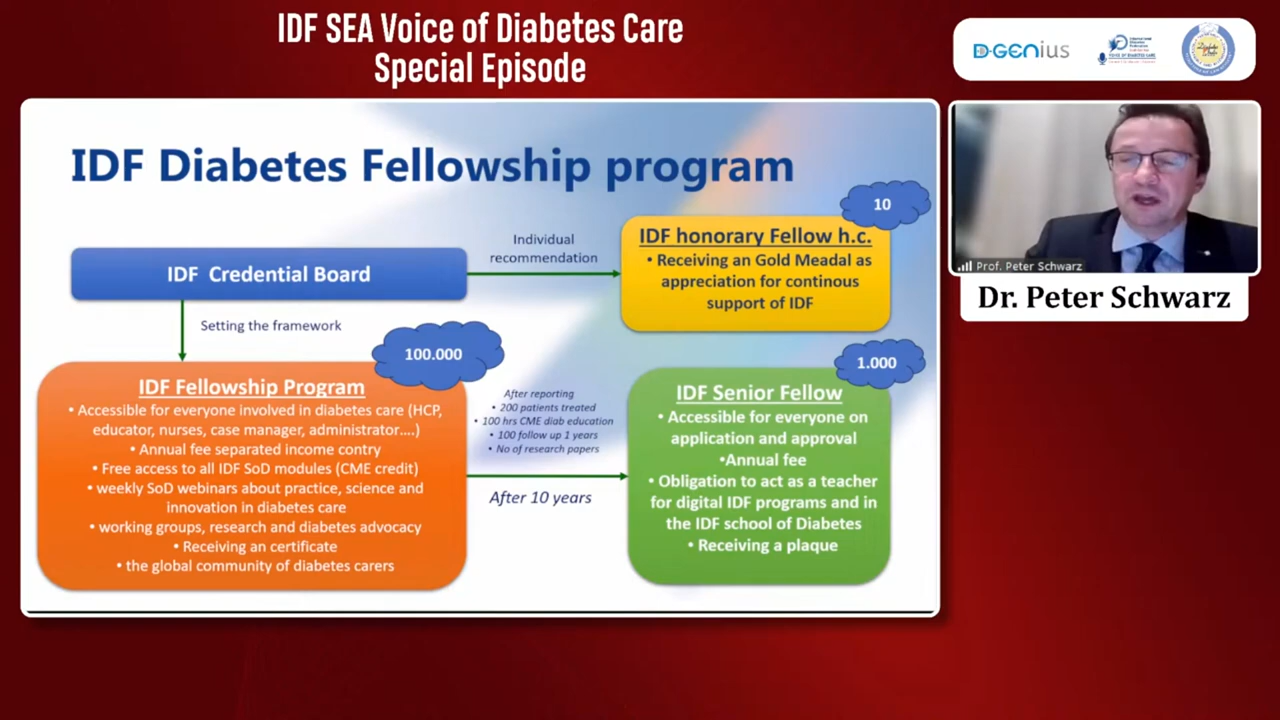 IDF SEA Voice of Diabetes Care
Special Episode
D-GENius
IDF Diabetes Fellowship program
10
IDF honorary Fellow h.c.
• Receiving an Gold Meadal as
appreciation for continous
support of IDF
Individual
recommendation
IDF Credential Board
Setting the framework
100.000
IDF Fellowship Program
• Accessible for everyone involved in diabetes care (HCP,
educator, nurses, case manager, administrator....)
• Annual fee separated income contry
• Free access to all IDF SoD modules (CME credit)
• weekly SoD webinars about practice, science and
innovation in diabetes care
• working groups, research and diabetes advocacy
• Receiving an certificate
• the global community of diabetes carers
After reporting
• 200 patients treated
• 100 hrs CME diab education
• 100 follow up 1 years
• No of research papers
After 10 years
1.000
IDF Senior Fellow
• Accessible for everyone on
application and approval
•Annual fee
• Obligation to act as a teacher
for digital IDF programs and in
the IDF school of Diabetes
• Receiving a plaque
Prof. Peter Schwarz
Dr. Peter Schwarz